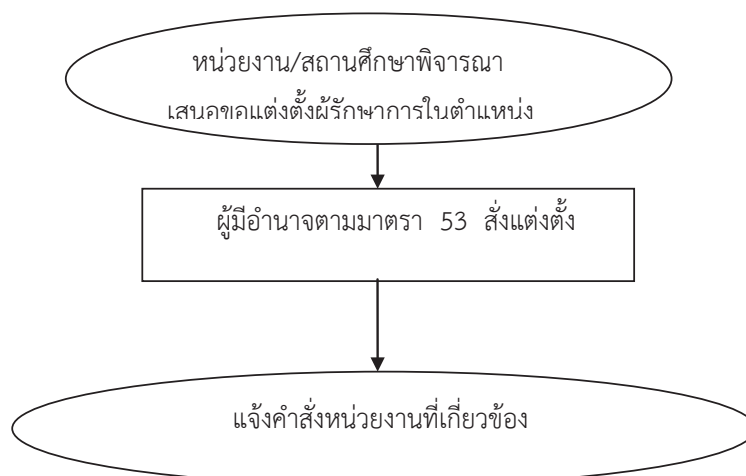 หน่วยงาน/สถานศึกษาพิจารณา
เสนอขอแต่งตั้งผู้รักษาการในตำแหน่ง
ผู้มีอำนาจตามมาตรา 53 สั่งแต่งตั้ง
แจ้งคำสั่งหน่วยงานที่เกี่ยวข้อง